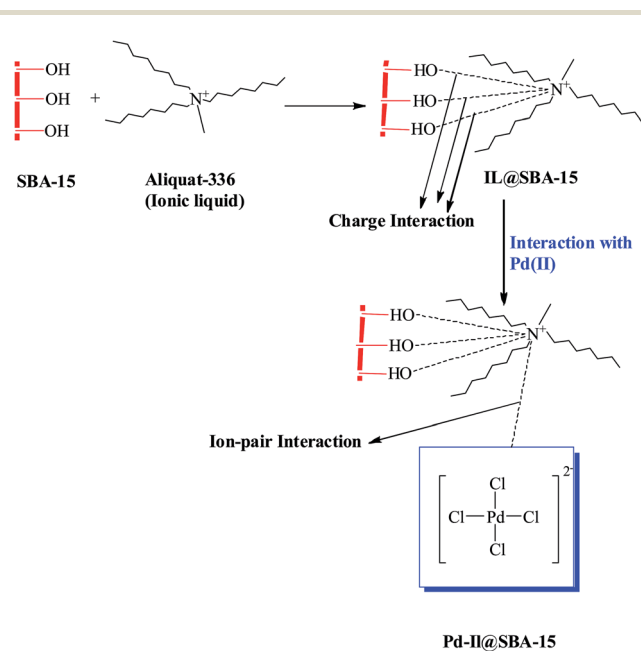 OH
OH
OH
+
N+
HO
HO
HO
N+
SBA-15
Aliquat-336
(Ionic liquid)
IL@SBA-15
Charge Interaction
Interaction with
Pd(II)
HO
HO
HO
N+
Ion-pair Interaction
2-
Cl
Cl—Pd—Cl
Cl
Pd-Il@SBA-15